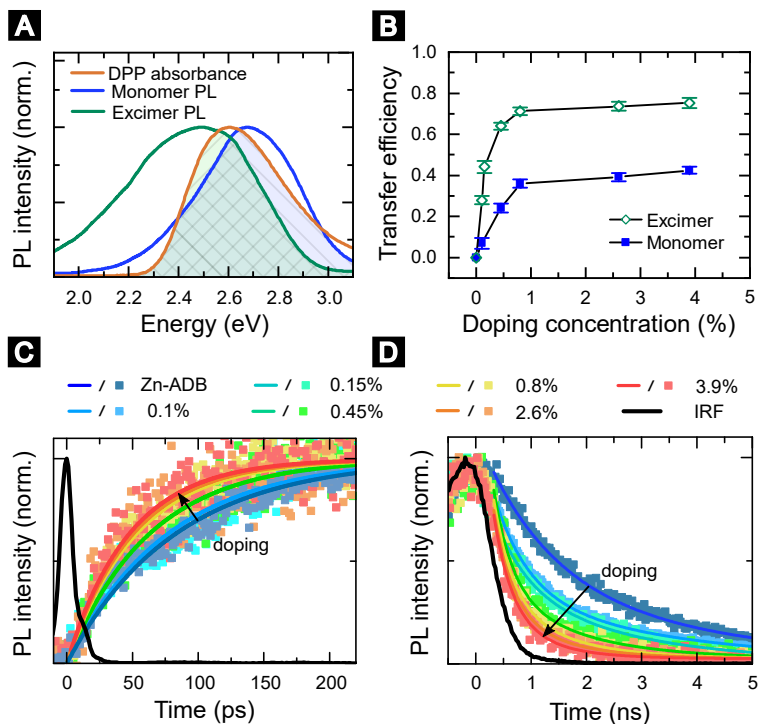 A
DPP absorbance
Monomer PL
Excimer PL
PL intensity (norm.)
2.0 2.2 2.4 2.6 2.8 3.0
Energy (eV)
B
1.0
0.8
0.6
0.4
0.2
0.0
Transfer efficiency
Excimer
Monomer
0 1 2 3 4 5
Doping concentration (%)
C
/ Zn-ADB
/ 0.1%
/ 0.15%
/ 0.45%
PL intensity (norm.)
doping
0 50 100 150 200
Time (ps)
D
/ 0.8%
/ 2.6%
/ 3.9%
IRF
PL intensity (norm.)
doping
0 1 2 3 4 5
Time (ns)